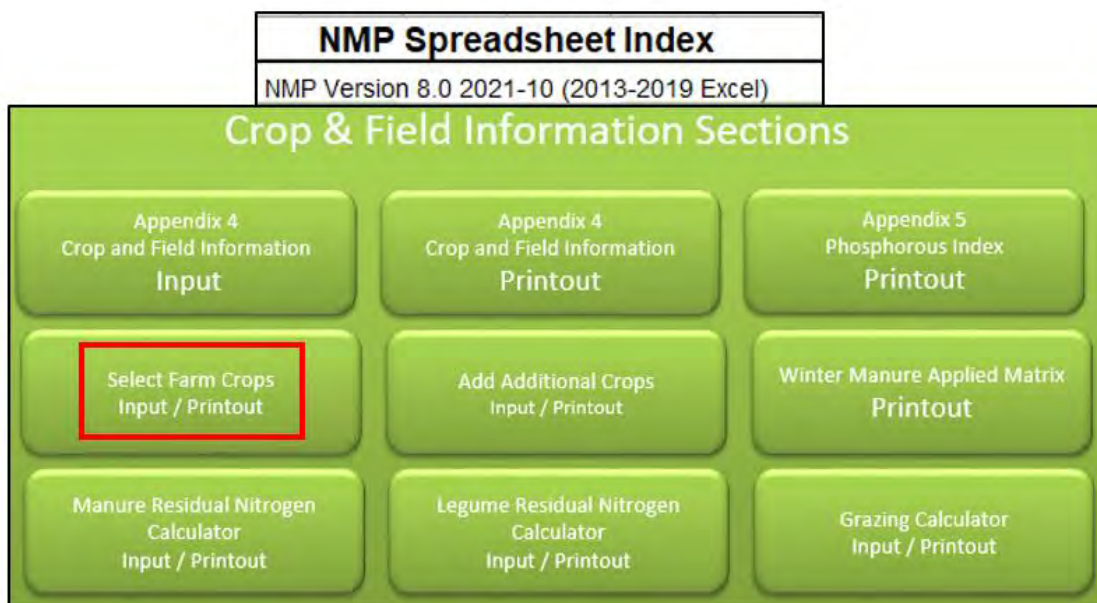 NMP Spreadsheet Index
NMP Version 8.0 2021-10 (2013-2019 Excel)
Crop & Field Information Sections
Appendix 4
Crop and Field Information
Input
Appendix 4
Crop and Field Information
Printout
Appendix 5
Phosphorous Index
Printout
Select Farm Crops
Input / Printout
Add Additional Crops
Input / Printout
Winter Manure Applied Matrix
Printout
Manure Residual Nitrogen
Calculator
Input / Printout
Legume Residual Nitrogen
Calculator
Input / Printout
Grazing Calculator
Input / Printout